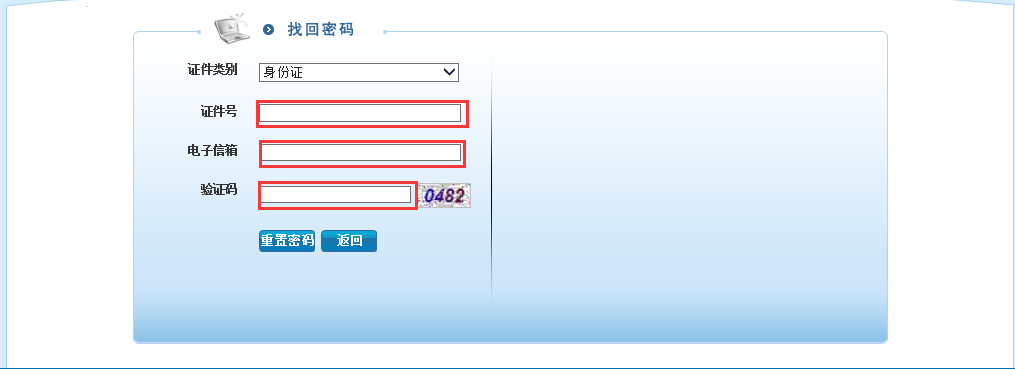 找回密码
证件类别 身份证
证件号
电子信箱
验证码 0482
重置密码 返回